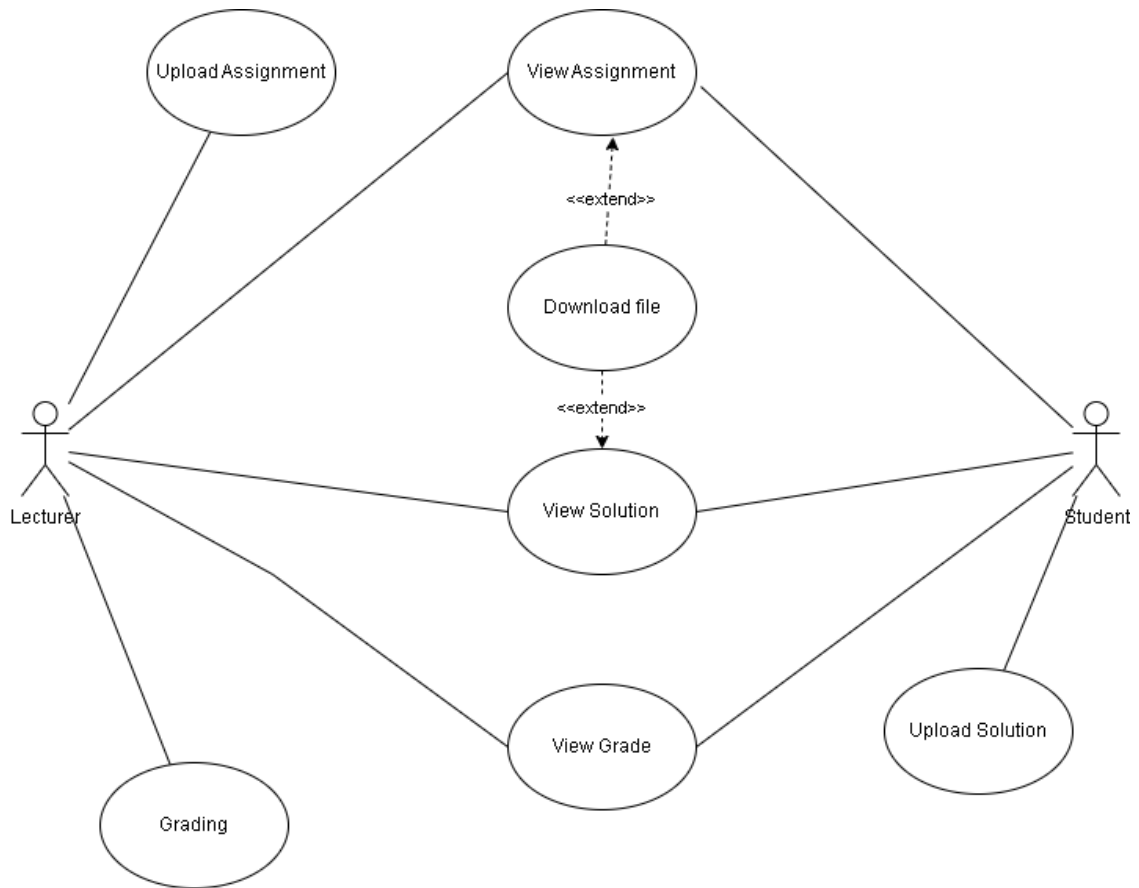 Upload Assignment
View Assignment
<<extend>>
Download file
<<extend>>
Lecturer
View Solution
Student
View Grade
Upload Solution
Grading